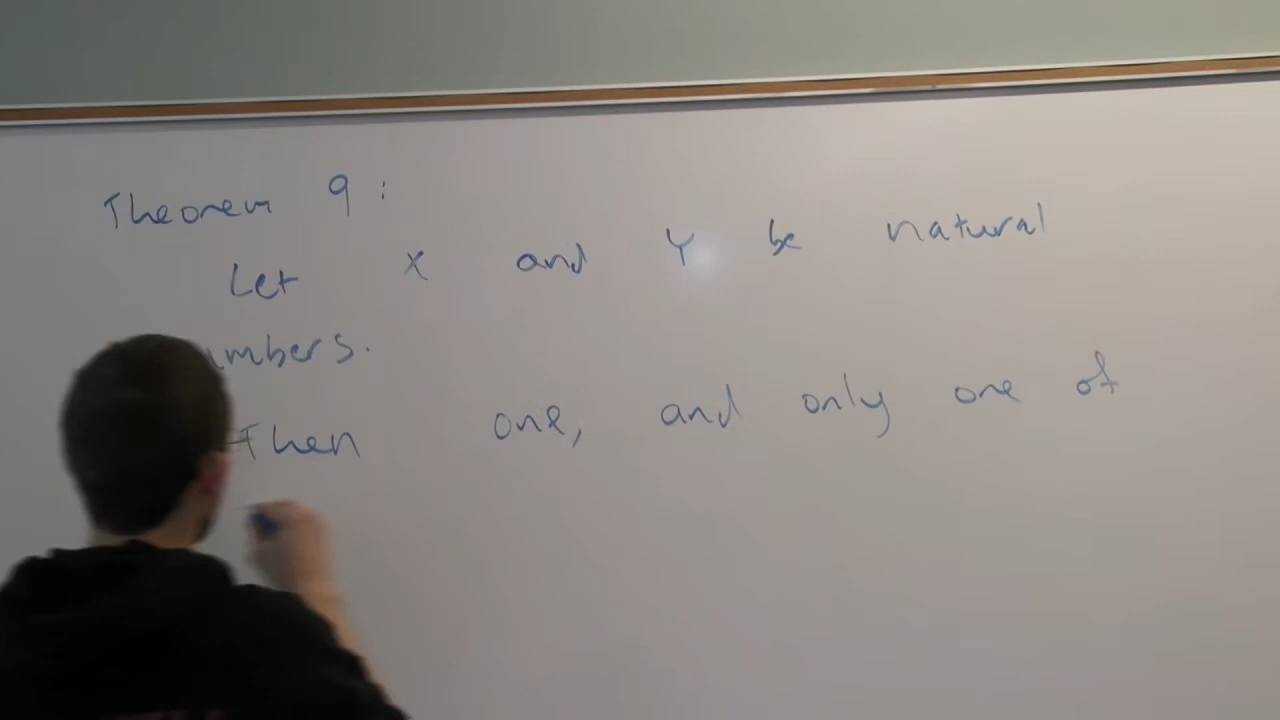 Theorem 9:
Let x and y be natural
umbers.
Then one, and only one of